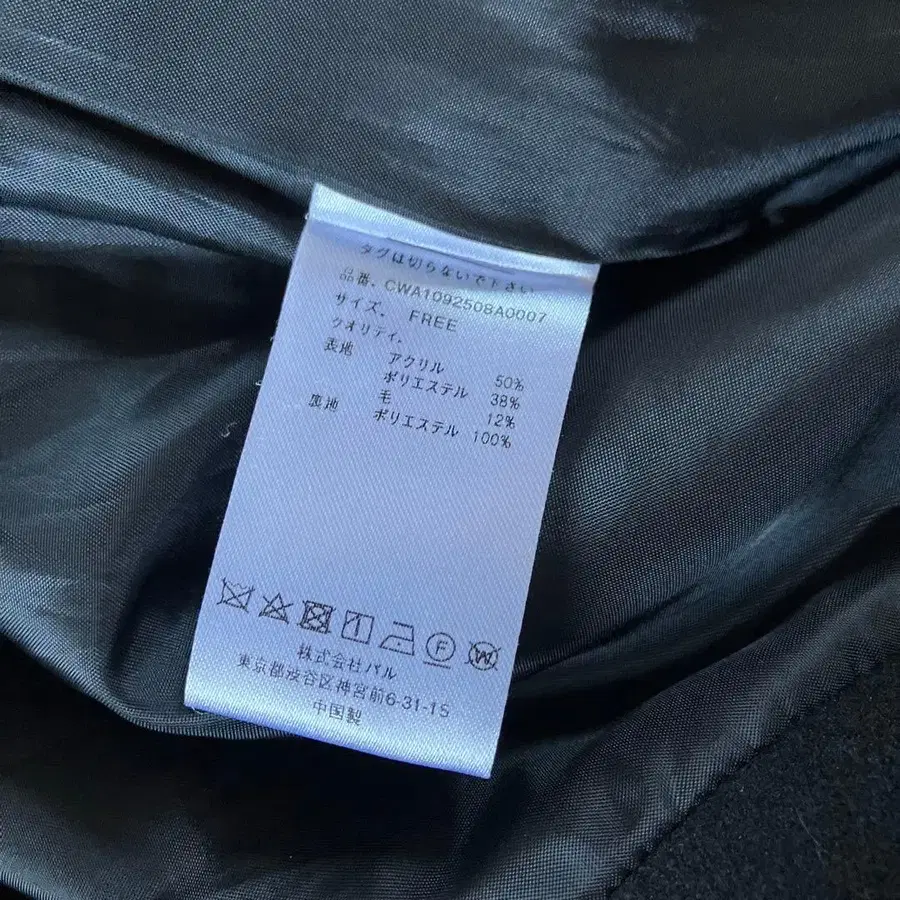 タグは切らないで下さい
品番. CWA1092508A0007
サイズ. FREE
クオリティ.
表地 アクリル 50%
ポリエステル 38%
毛 12%
裏地 ポリエステル 100%
F W
株式会社パル
東京都渋谷区神宮前6-31-15
中国製